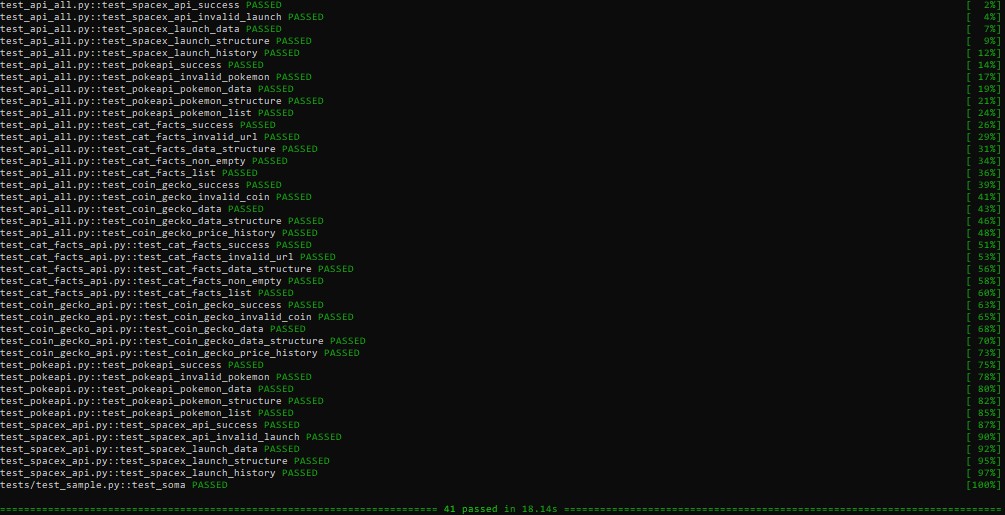 test_api_all.py::test_spacex_api_success PASSED [  2%]
test_api_all.py::test_spacex_api_invalid_launch PASSED [  4%]
test_api_all.py::test_spacex_launch_data PASSED [  7%]
test_api_all.py::test_spacex_launch_structure PASSED [  9%]
test_api_all.py::test_spacex_launch_history PASSED [ 12%]
test_api_all.py::test_pokeapi_success PASSED [ 14%]
test_api_all.py::test_pokeapi_invalid_pokemon PASSED [ 17%]
test_api_all.py::test_pokeapi_pokemon_data PASSED [ 19%]
test_api_all.py::test_pokeapi_pokemon_structure PASSED [ 21%]
test_api_all.py::test_pokeapi_pokemon_list PASSED [ 24%]
test_api_all.py::test_cat_facts_success PASSED [ 26%]
test_api_all.py::test_cat_facts_invalid_url PASSED [ 29%]
test_api_all.py::test_cat_facts_data_structure PASSED [ 31%]
test_api_all.py::test_cat_facts_non_empty PASSED [ 34%]
test_api_all.py::test_cat_facts_list PASSED [ 36%]
test_api_all.py::test_coin_gecko_success PASSED [ 39%]
test_api_all.py::test_coin_gecko_invalid_coin PASSED [ 41%]
test_api_all.py::test_coin_gecko_data PASSED [ 43%]
test_api_all.py::test_coin_gecko_data_structure PASSED [ 46%]
test_api_all.py::test_coin_gecko_price_history PASSED [ 48%]
test_cat_facts_api.py::test_cat_facts_success PASSED [ 51%]
test_cat_facts_api.py::test_cat_facts_invalid_url PASSED [ 53%]
test_cat_facts_api.py::test_cat_facts_data_structure PASSED [ 56%]
test_cat_facts_api.py::test_cat_facts_non_empty PASSED [ 58%]
test_cat_facts_api.py::test_cat_facts_list PASSED [ 60%]
test_coin_gecko_api.py::test_coin_gecko_success PASSED [ 63%]
test_coin_gecko_api.py::test_coin_gecko_invalid_coin PASSED [ 65%]
test_coin_gecko_api.py::test_coin_gecko_data PASSED [ 68%]
test_coin_gecko_api.py::test_coin_gecko_data_structure PASSED [ 70%]
test_coin_gecko_api.py::test_coin_gecko_price_history PASSED [ 73%]
test_pokeapi.py::test_pokeapi_success PASSED [ 75%]
test_pokeapi.py::test_pokeapi_invalid_pokemon PASSED [ 78%]
test_pokeapi.py::test_pokeapi_pokemon_data PASSED [ 80%]
test_pokeapi.py::test_pokeapi_pokemon_structure PASSED [ 82%]
test_pokeapi.py::test_pokeapi_pokemon_list PASSED [ 85%]
test_spacex_api.py::test_spacex_api_success PASSED [ 87%]
test_spacex_api.py::test_spacex_api_invalid_launch PASSED [ 90%]
test_spacex_api.py::test_spacex_launch_data PASSED [ 92%]
test_spacex_api.py::test_spacex_launch_structure PASSED [ 95%]
test_spacex_api.py::test_spacex_launch_history PASSED [ 97%]
tests/test_sample.py::test_soma PASSED [100%]
========================================================================= 41 passed in 18.14s =========================================================================